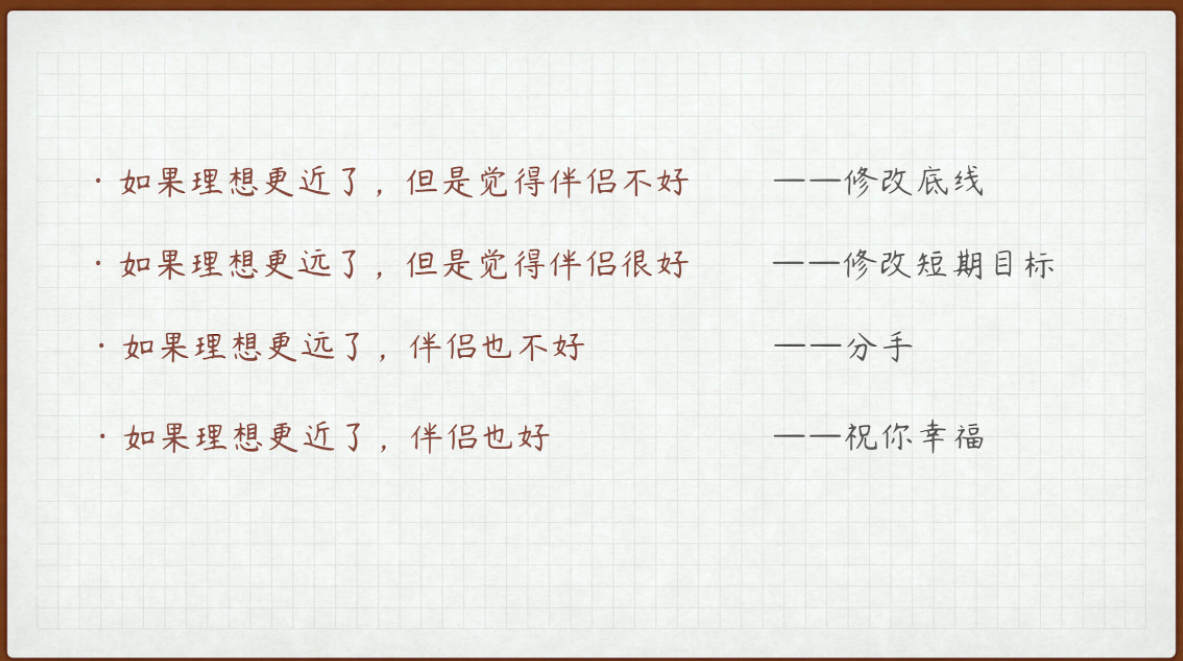 · 如果理想更近了，但是觉得伴侣不好 ——修改底线
· 如果理想更远了，但是觉得伴侣很好 ——修改短期目标
· 如果理想更远了，伴侣也不好 ——分手
· 如果理想更近了，伴侣也好 ——祝你幸福